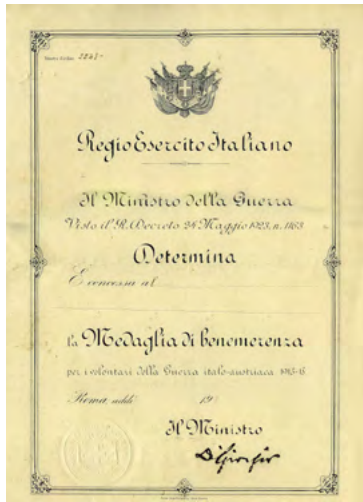 Regio Esercito Italiano
Il Ministro della Guerra
Visto il R. Decreto 24 Maggio 1923, n. 1163
Determina
È concessa al
la Medaglia di benemerenza
per i volontari della Guerra italo-austriaca 1915-18
Roma, addì 19
Il Ministro